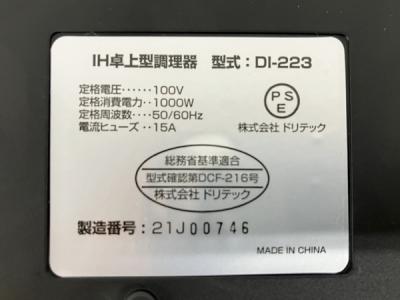 IH卓上型調理器 型式：DI-223
定格電圧‥‥‥100V
定格消費電力‥1000W
定格周波数‥‥50/60Hz
電流ヒューズ‥15A
PS
E
株式会社 ドリテック
総務省基準適合
型式確認第DCF-216号
株式会社 ドリテック
製造番号：21J00746
MADE IN CHINA